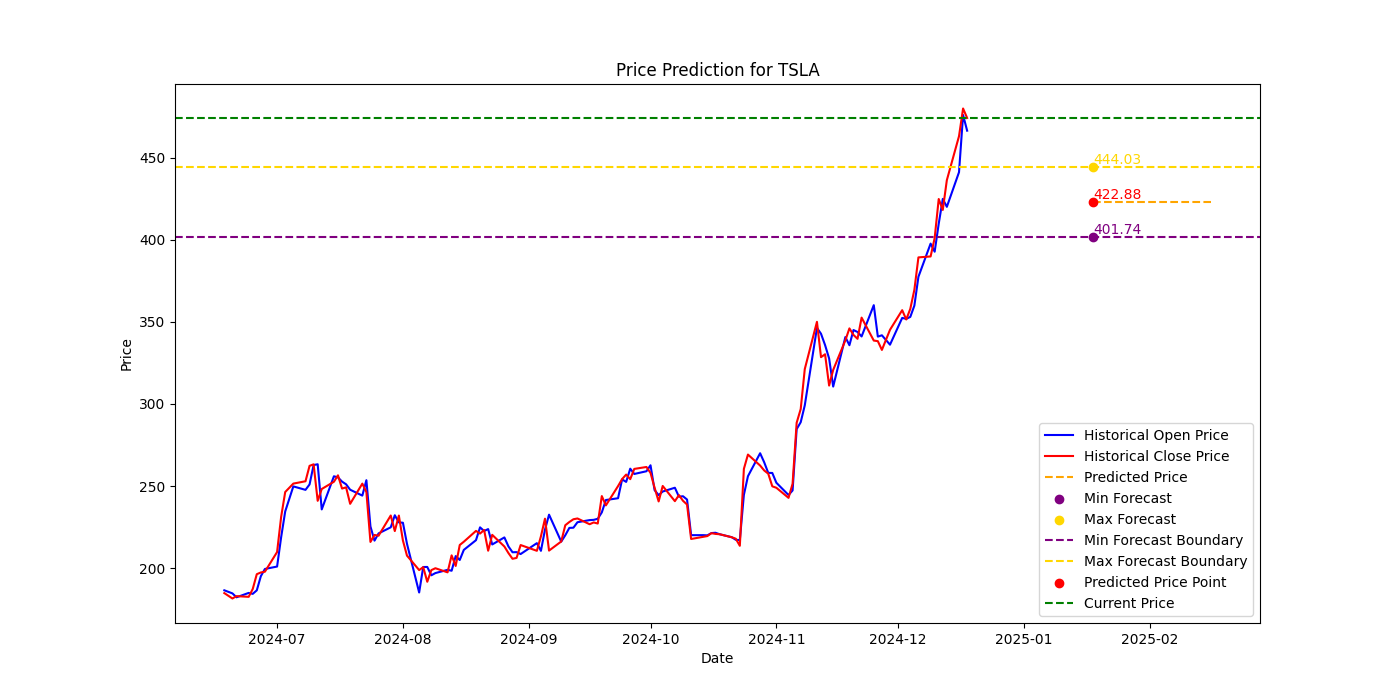 Price Prediction for TSLA
Price
450
400
350
300
250
200
444.03
422.88
401.74
Historical Open Price
Historical Close Price
Predicted Price
Min Forecast
Max Forecast
Min Forecast Boundary
Max Forecast Boundary
Predicted Price Point
Current Price
2024-07 2024-08 2024-09 2024-10 2024-11 2024-12 2025-01 2025-02
Date